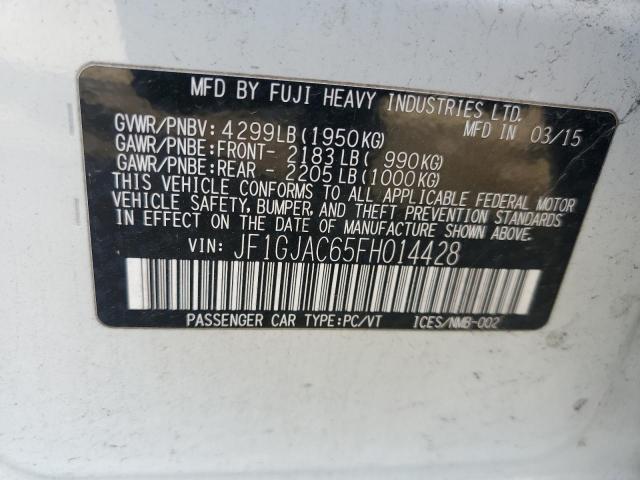 MFD BY FUJI HEAVY INDUSTRIES LTD.
GVWR/PNBV: 4299LB (1950KG) MFD IN 03/15
GAWR/PNBE:FRONT- 2183LB ( 990KG)
GAWR/PNBE:REAR - 2205LB (1000KG)
THIS VEHICLE CONFORMS TO ALL APPLICABLE FEDERAL MOTOR
VEHICLE SAFETY, BUMPER, AND THEFT PREVENTION STANDARDS
IN EFFECT ON THE DATE OF MANUFACTURE SHOWN ABOVE.
VIN: JF1GJAC65FH014428
PASSENGER CAR TYPE:PC/VT ICES/NMB-002